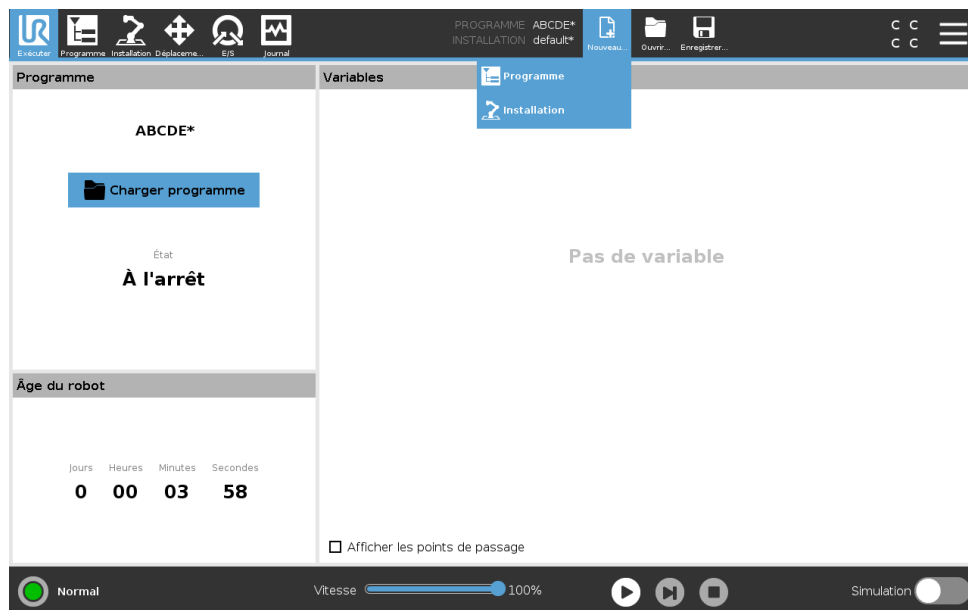 UR
PROGRAMME ABCDE*
INSTALLATION default*
C C
C C
Exécuter Programme Installation Déplaceme... E/S Journal Nouveau... Ouvrir... Enregistrer...
Programme
Installation
Programme
Variables
ABCDE*
Charger programme
État
À l'arrêt
Pas de variable
Âge du robot
Jours Heures Minutes Secondes
0 00 03 58
Afficher les points de passage
Normal
Vitesse 100%
Simulation